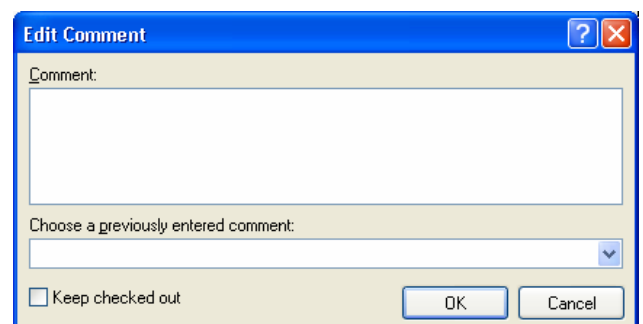 Edit Comment
Comment:
Choose a previously entered comment:
Keep checked out
OK Cancel